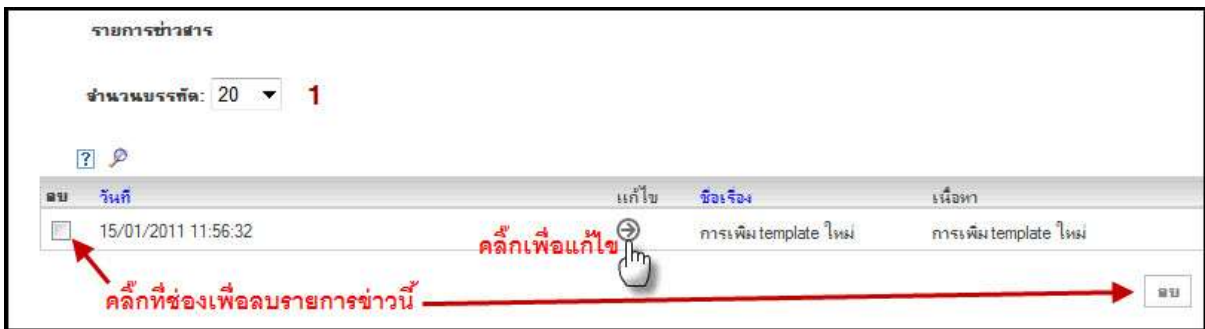 รายการข่าวสาร
จำนวนบรรทัด: 20 1
?
ลบ วันที่ แก้ไข ชื่อเรื่อง เนื้อหา
15/01/2011 11:56:32 การเพิ่ม template ใหม่ การเพิ่ม template ใหม่
คลิ๊กเพื่อแก้ไข
คลิ๊กที่ช่องเพื่อลบรายการข่าวนี้ ลบ